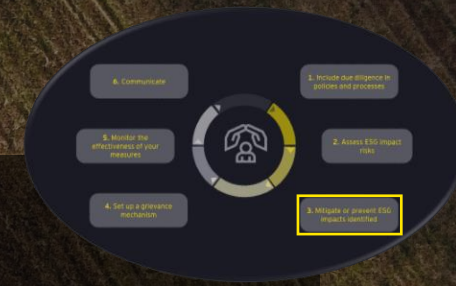 6. Communicate
1. Include due diligence in
policies and processes
5. Monitor the
effectiveness of your
measures
2. Assess ESG impact
risks
4. Set up a grievance
mechanism
3. Mitigate or prevent ESG
impacts identified